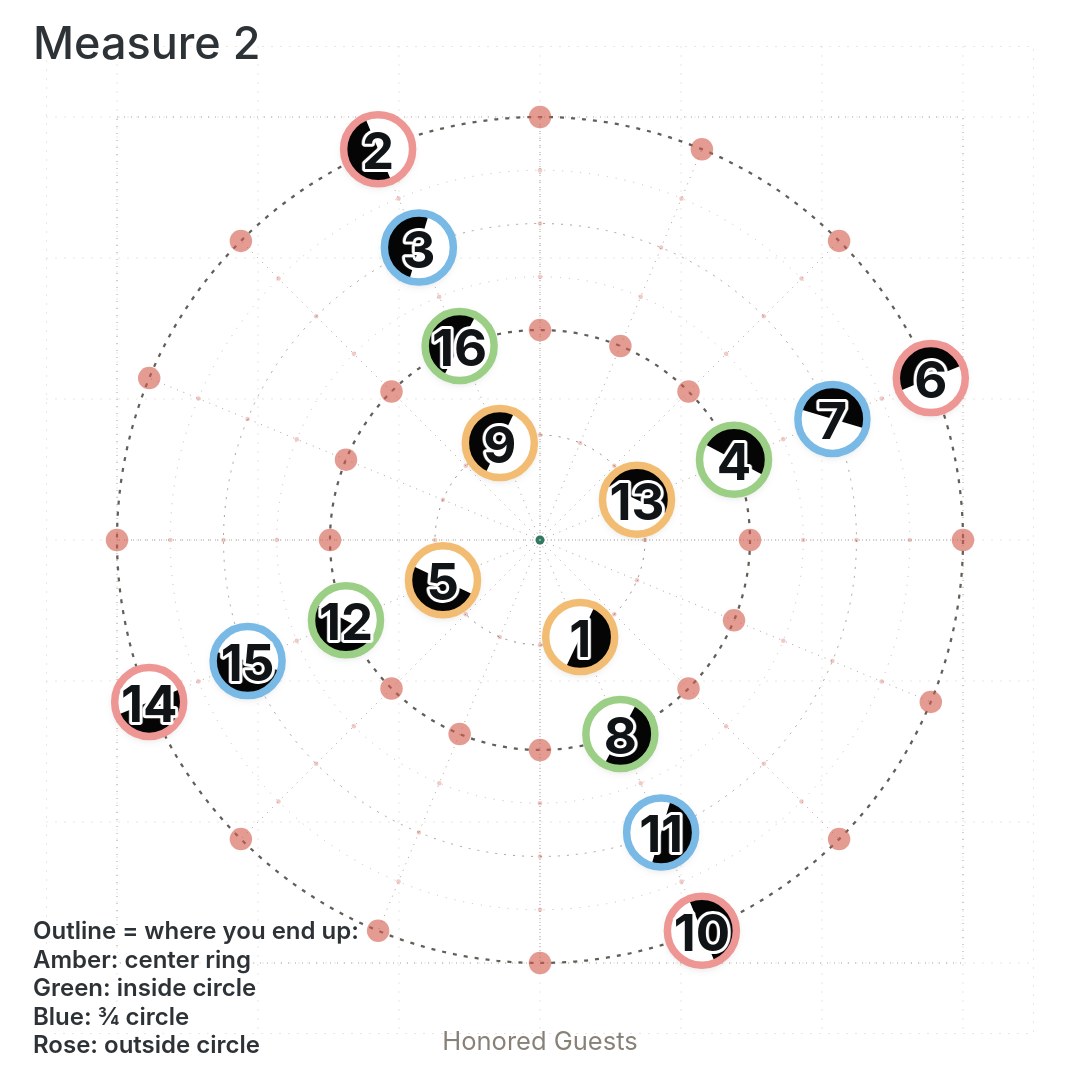 Measure 2
2
3
6
16
7
9
4
13
5
12
1
15
14
8
11
10
Outline = where you end up:
Amber: center ring
Green: inside circle
Blue: ¾ circle
Rose: outside circle
Honored Guests